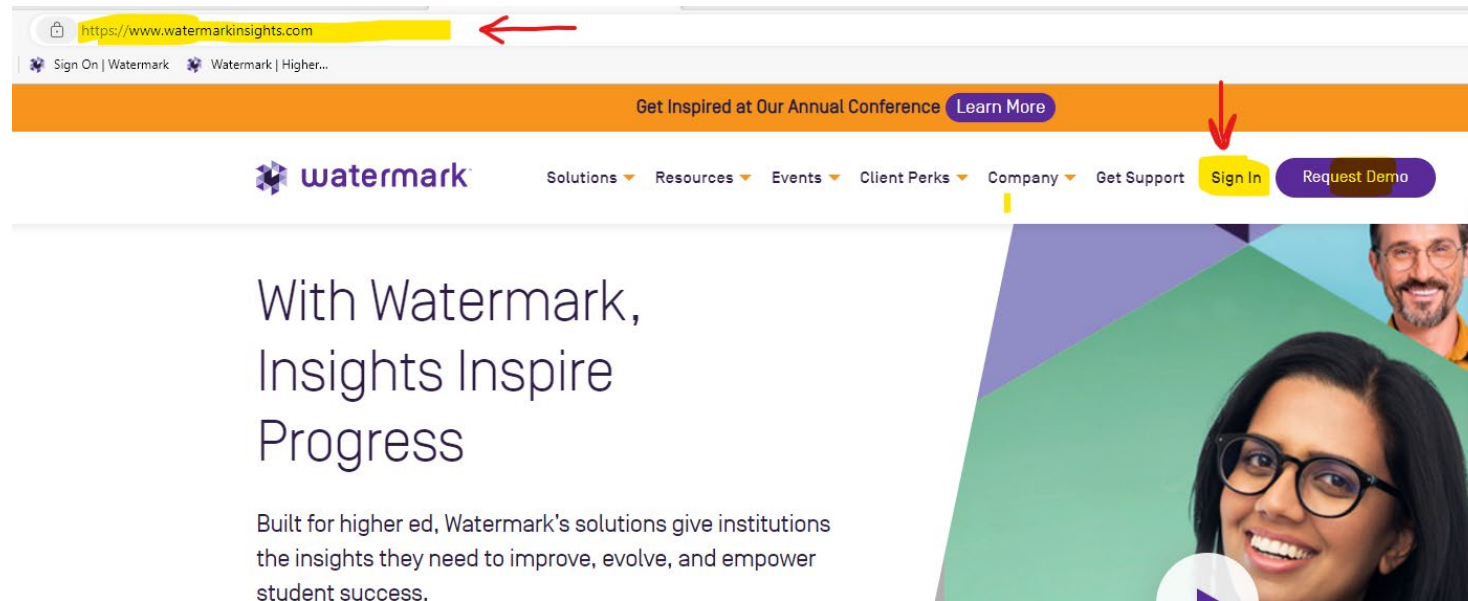 https://www.watermarkinsights.com
Sign On | Watermark Watermark | Higher...
Get Inspired at Our Annual Conference Learn More
watermark Solutions Resources Events Client Perks Company Get Support Sign In Request Demo
With Watermark,
Insights Inspire
Progress
Built for higher ed, Watermark's solutions give institutions
the insights they need to improve, evolve, and empower
student success.